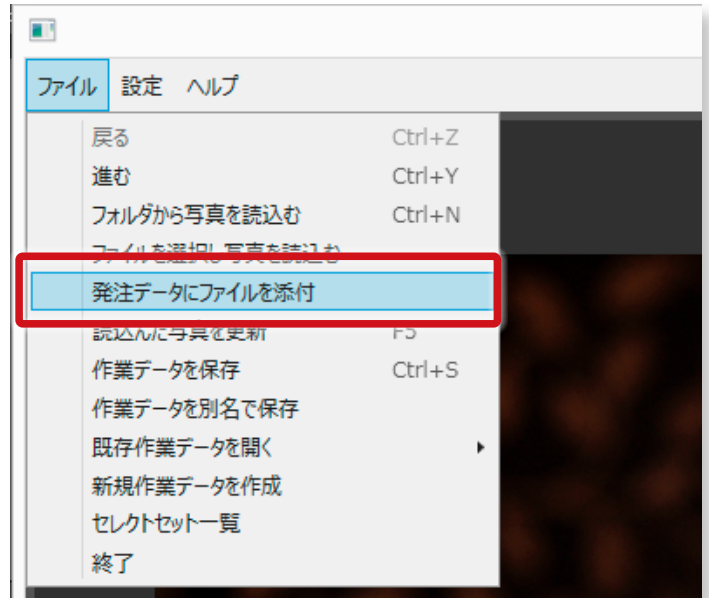 ファイル 設定 ヘルプ
戻る Ctrl+Z
進む Ctrl+Y
フォルダから写真を読込む Ctrl+N
ファイルを選択し写真を読込む
発注データにファイルを添付
読込んだ写真を更新 F5
作業データを保存 Ctrl+S
作業データを別名で保存
既存作業データを開く
新規作業データを作成
セレクトセット一覧
終了